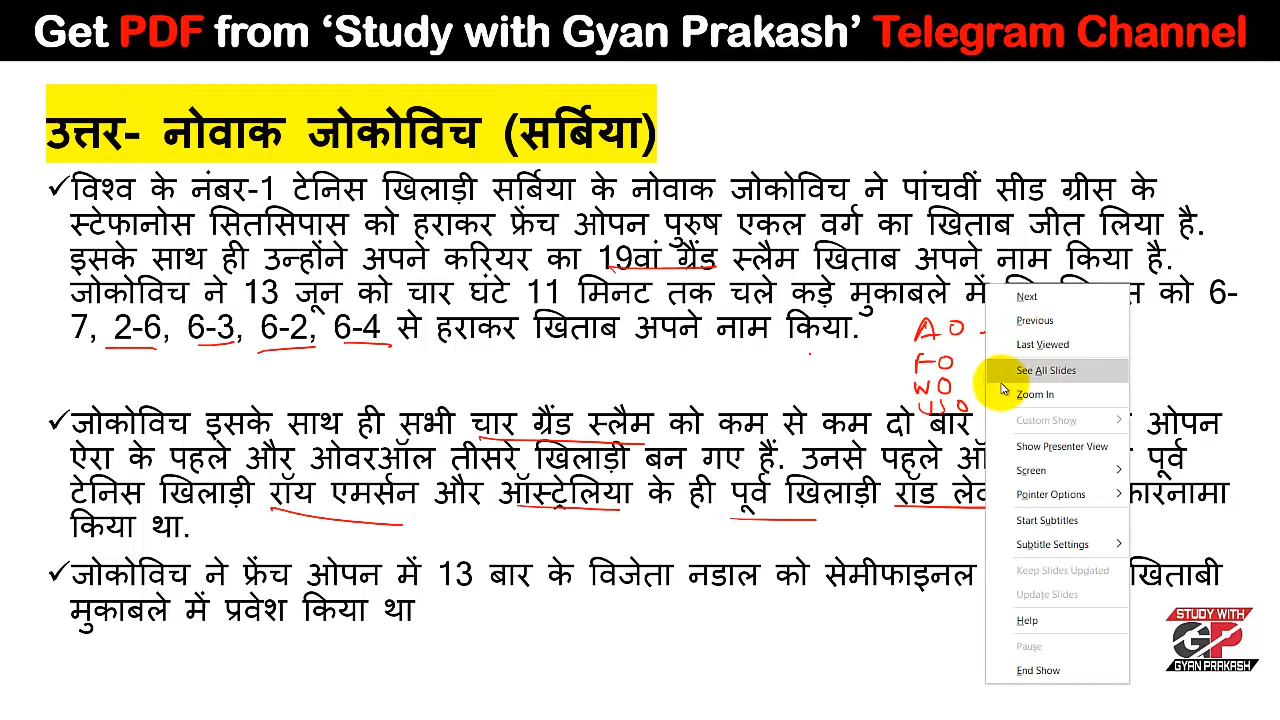 Get PDF from ‘Study with Gyan Prakash’ Telegram Channel
उत्तर- नोवाक जोकोविच (सर्बिया)
✓विश्व के नंबर-1 टेनिस खिलाड़ी सर्बिया के नोवाक जोकोविच ने पांचवीं सीड ग्रीस के
स्टेफानोस सितसिपास को हराकर फ्रेंच ओपन पुरुष एकल वर्ग का खिताब जीत लिया है.
इसके साथ ही उन्होंने अपने करियर का 19वां ग्रैंड स्लैम खिताब अपने नाम किया है.
जोकोविच ने 13 जून को चार घंटे 11 मिनट तक चले कड़े मुकाबले में को 6-
7, 2-6, 6-3, 6-2, 6-4 से हराकर खिताब अपने नाम किया.
A O
F O
W O
US O
✓जोकोविच इसके साथ ही सभी चार ग्रैंड स्लैम को कम से कम दो बार ओपन
ऐरा के पहले और ओवरऑल तीसरे खिलाड़ी बन गए हैं. उनसे पहले पूर्व
टेनिस खिलाड़ी रॉय एमर्सन और ऑस्ट्रेलिया के ही पूर्व खिलाड़ी रॉड कारनामा
किया था.
✓जोकोविच ने फ्रेंच ओपन में 13 बार के विजेता नडाल को सेमीफाइनल खिताबी
मुकाबले में प्रवेश किया था
Next
Previous
Last Viewed
See All Slides
Zoom In
Custom Show
Show Presenter View
Screen
Pointer Options
Start Subtitles
Subtitle Settings
Keep Slides Updated
Update Slides
Help
Pause
End Show
STUDY WITH
GP
GYAN PRAKASH